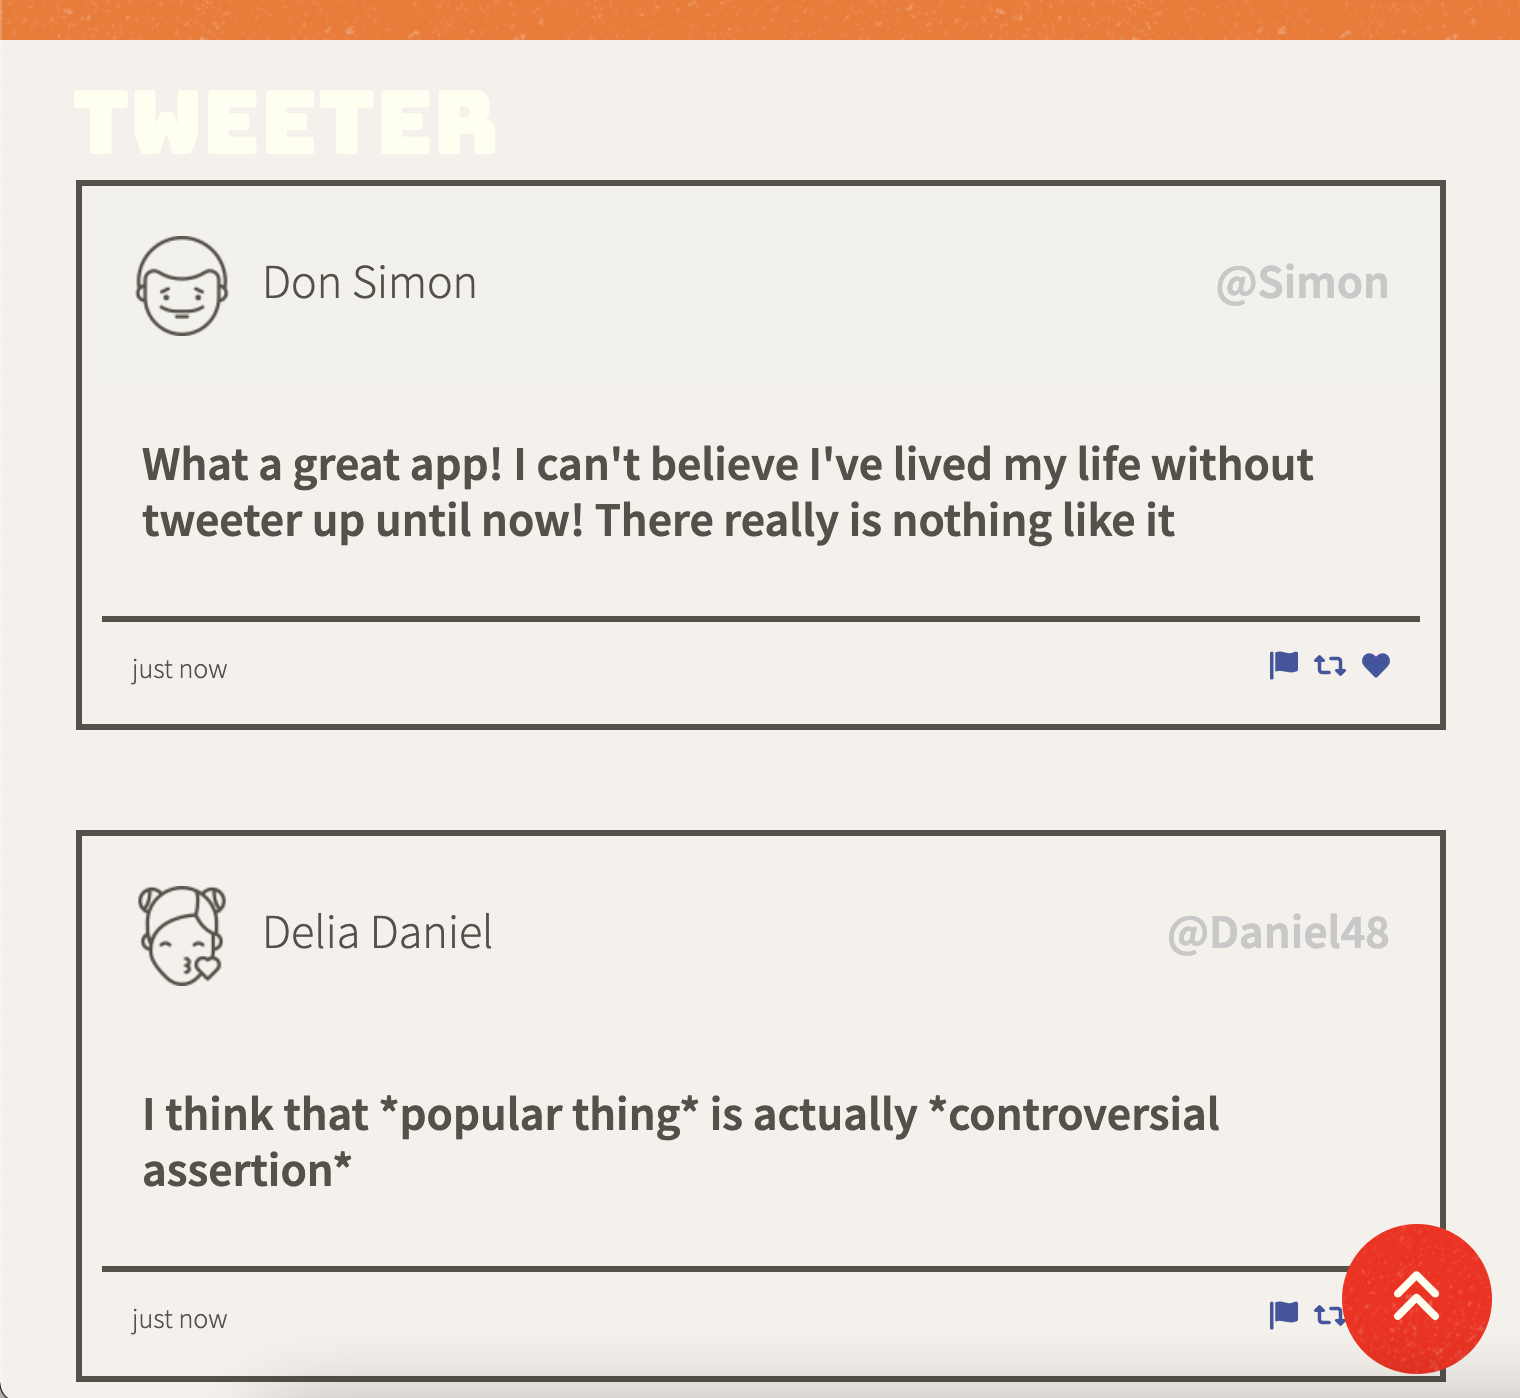 TWEETER
Don Simon
@Simon
What a great app! I can't believe I've lived my life without
tweeter up until now! There really is nothing like it
just now
Delia Daniel
@Daniel48
I think that *popular thing* is actually *controversial
assertion*
just now